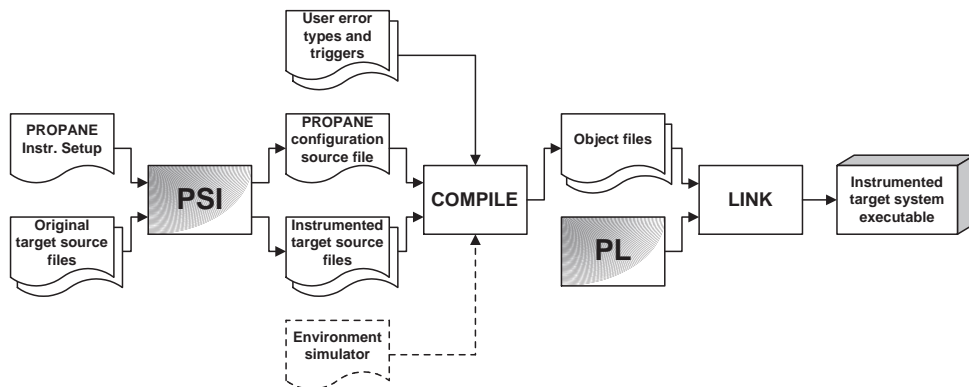 User error
types and
triggers
PROPANE
Instr. Setup
PSI
PROPANE
configuration
source file
COMPILE
Object files
LINK
Instrumented
target system
executable
Original
target source
files
Instrumented
target source
files
PL
Environment
simulator